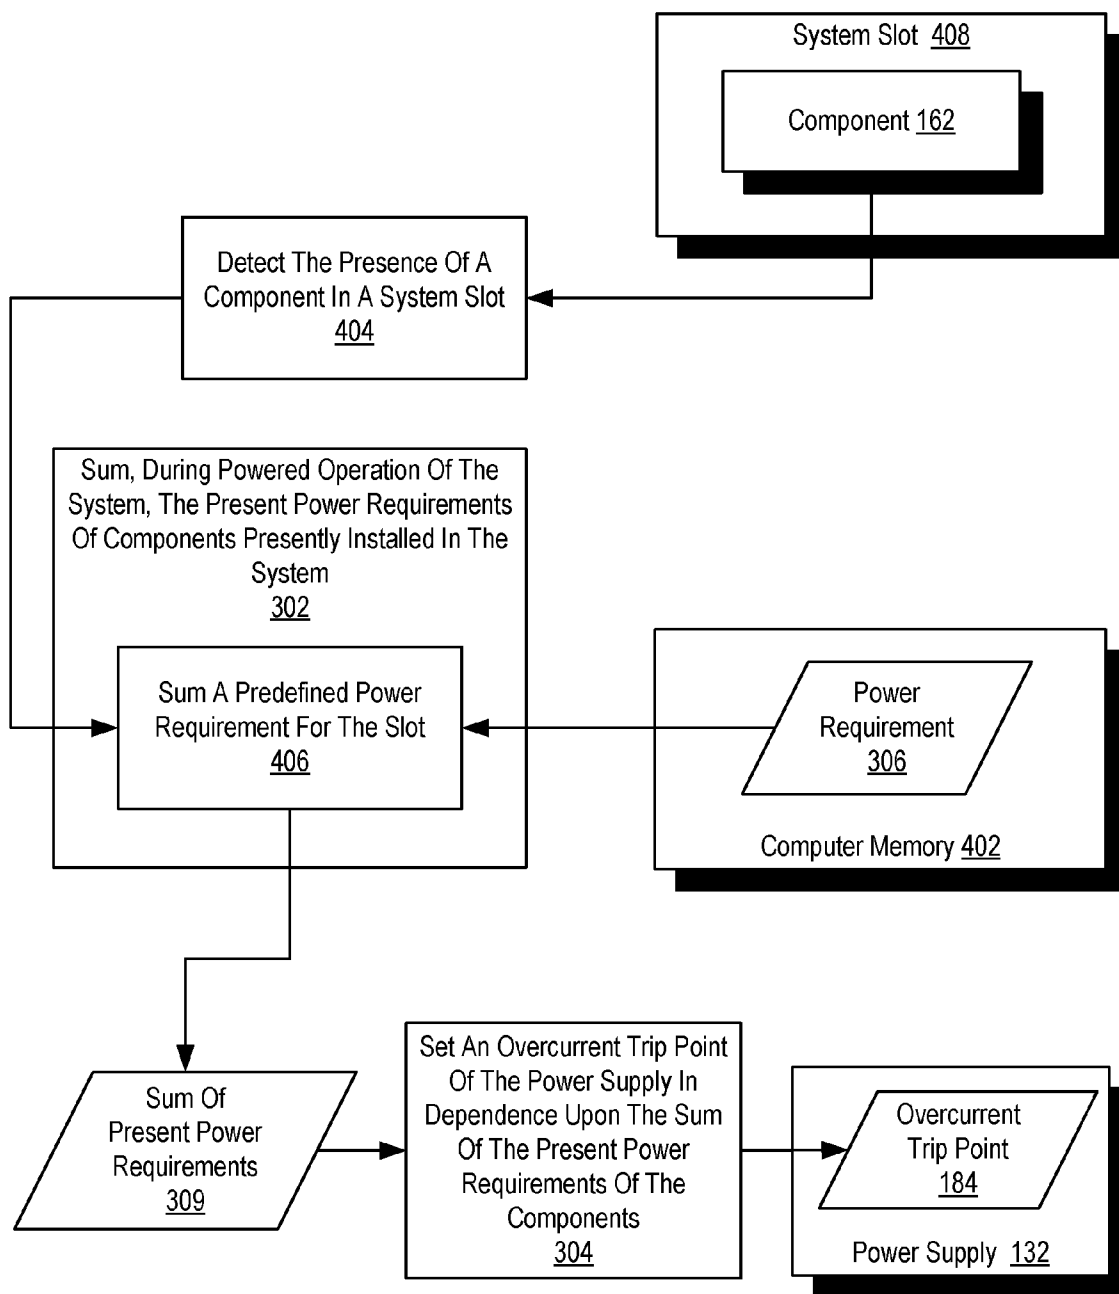 System Slot 408
Component 162
Detect The Presence Of A
Component In A System Slot
404
Sum, During Powered Operation Of The
System, The Present Power Requirements
Of Components Presently Installed In The
System
302
Sum A Predefined Power
Requirement For The Slot
406
Power
Requirement
306
Computer Memory 402
Sum Of
Present Power
Requirements
309
Set An Overcurrent Trip Point
Of The Power Supply In
Dependence Upon The Sum
Of The Present Power
Requirements Of The
Components
304
Overcurrent
Trip Point
184
Power Supply 132